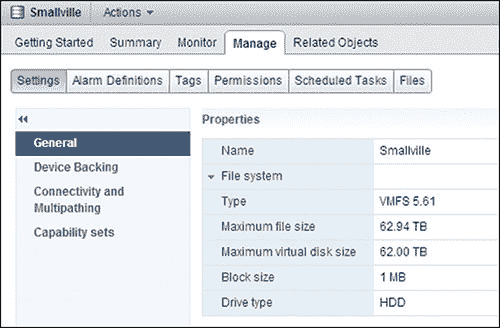 Smallville Actions
Getting Started Summary Monitor Manage Related Objects
Settings Alarm Definitions Tags Permissions Scheduled Tasks Files
General
Device Backing
Connectivity and
Multipathing
Capability sets
Properties
Name Smallville
File system
Type VMFS 5.61
Maximum file size 62.94 TB
Maximum virtual disk size 62.00 TB
Block size 1 MB
Drive type HDD